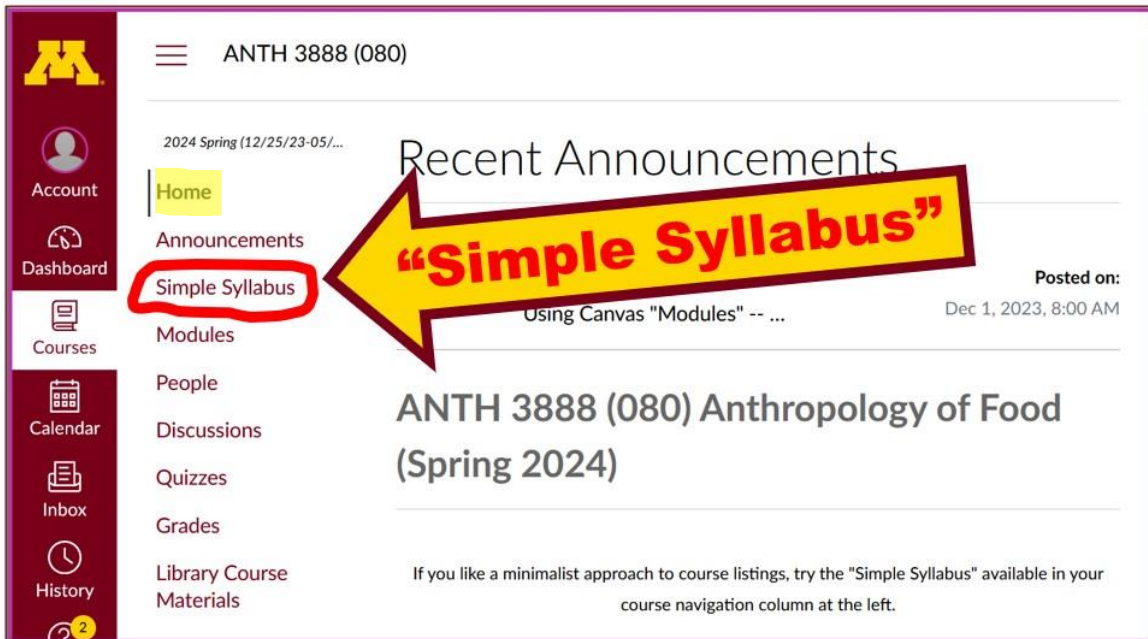 ANTH 3888 (080)
Account
Dashboard
Courses
Calendar
Inbox
History
2
2024 Spring (12/25/23-05/...
Home
Announcements
Simple Syllabus
Modules
People
Discussions
Quizzes
Grades
Library Course
Materials
Recent Announcements
“Simple Syllabus”
Posted on:
Using Canvas "Modules" -- ...
Dec 1, 2023, 8:00 AM
ANTH 3888 (080) Anthropology of Food
(Spring 2024)
If you like a minimalist approach to course listings, try the "Simple Syllabus" available in your
course navigation column at the left.